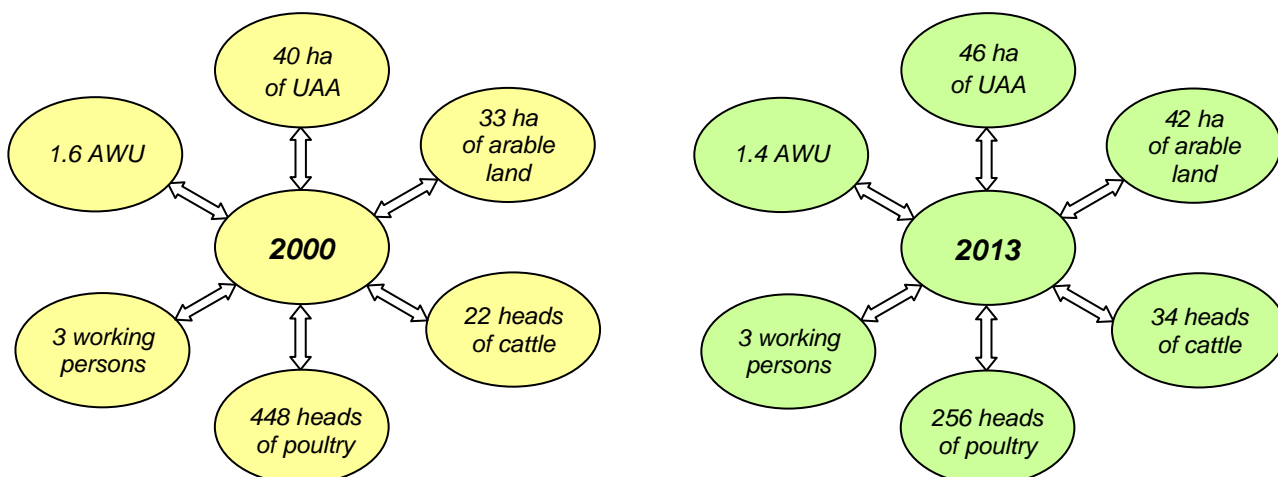 40 ha
of UAA
33 ha
of arable
land
1.6 AWU
2000
3 working
persons
22 heads
of cattle
448 heads
of poultry
46 ha
of UAA
42 ha
of arable
land
1.4 AWU
2013
3 working
persons
34 heads
of cattle
256 heads
of poultry